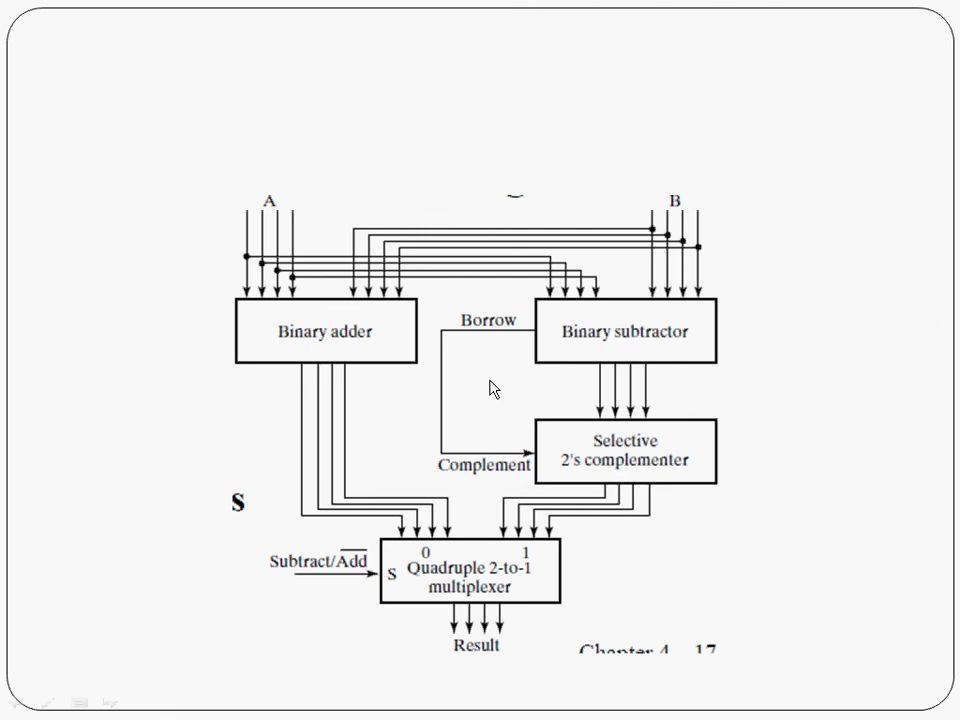 A
B
Binary adder
Borrow
Binary subtractor
Selective
2's complementer
Complement
S
Subtract/Add
0
1
S
Quadruple 2-to-1
multiplexer
Result
Chapter 4 17